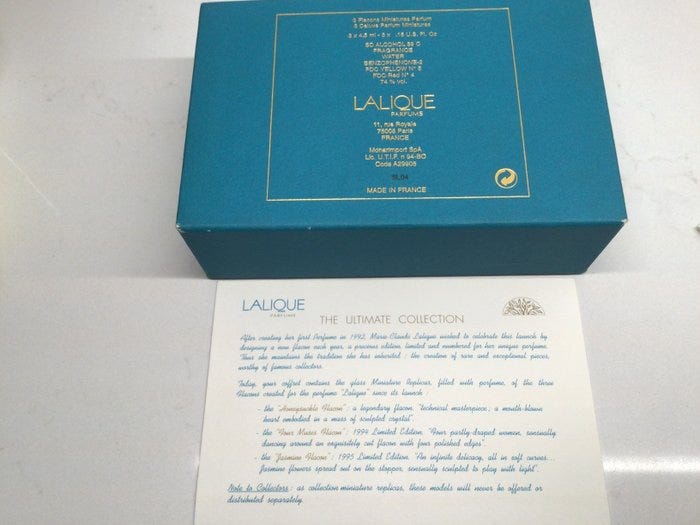 3 Flacons Miniatures Parfum
3 Deluxe Parfum Miniatures
3 x 4,5 ml - 3 x .15 U.S. Fl. Oz
SD ALCOHOL 39 C
FRAGRANCE
WATER
BENZOPHENONE-2
FDC YELLOW N° 5
FDC Red N° 4
74 % vol.
LALIQUE
PARFUMS
11, rue Royale
75008 Paris
FRANCE
Monerimport SpA
Lic. U.T.I.F. n 94-BO
Code A29905
5L04
MADE IN FRANCE
LALIQUE
PARFUMS
THE ULTIMATE COLLECTION
After creating her first Perfume in 1992, Marie-Claude Lalique wished to celebrate this launch by
designing a new flacon each year, a precious edition, limited and numbered for her unique perfume.
Thus she maintains the tradition she has inherited : the creation of rare and exceptional pieces,
worthy of famous collectors.
Today, your coffret contains the glass Miniature Replicas, filled with perfume, of the three
Flacons created for the perfume "Lalique" since its launch :
- the "Honeysuckle Flacon" : a legendary flacon, "technical masterpiece : a mouth-blown
heart embodied in a mass of sculpted crystal".
- the "Four Muses Flacon" : 1994 Limited Edition. "Four partly-draped women, sensually
dancing around an exquisitely cut flacon with four polished edges".
- the "Jasmine Flacon" : 1995 Limited Edition. "An infinite delicacy, all in soft curves...
Jasmine flowers spread out on the stopper, sensually sculpted to play with light".
Note to Collectors : as collection miniature replicas, these models will never be offered or
distributed separately.